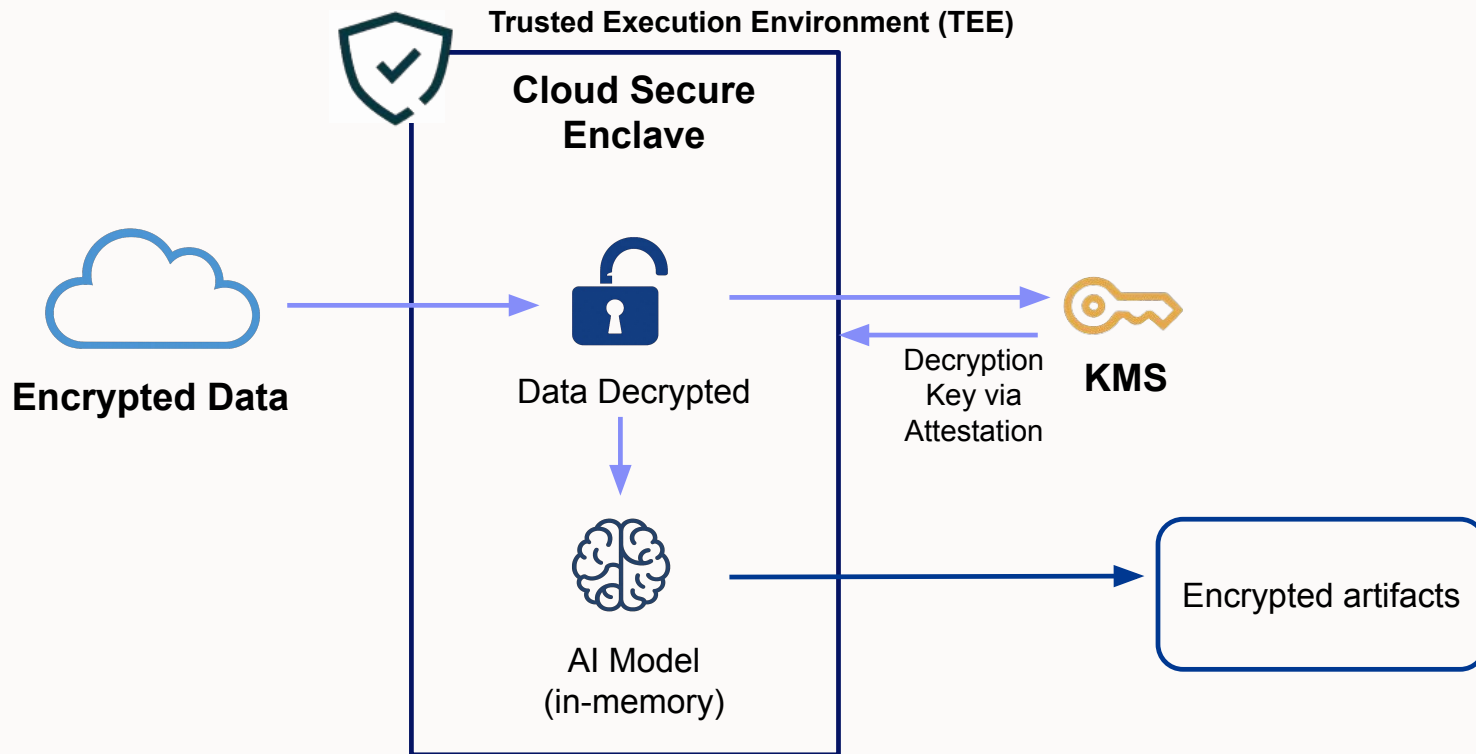 Trusted Execution Environment (TEE)
Cloud Secure
Enclave
Encrypted Data
Data Decrypted
Decryption
Key via
Attestation
KMS
AI Model
(in-memory)
Encrypted artifacts